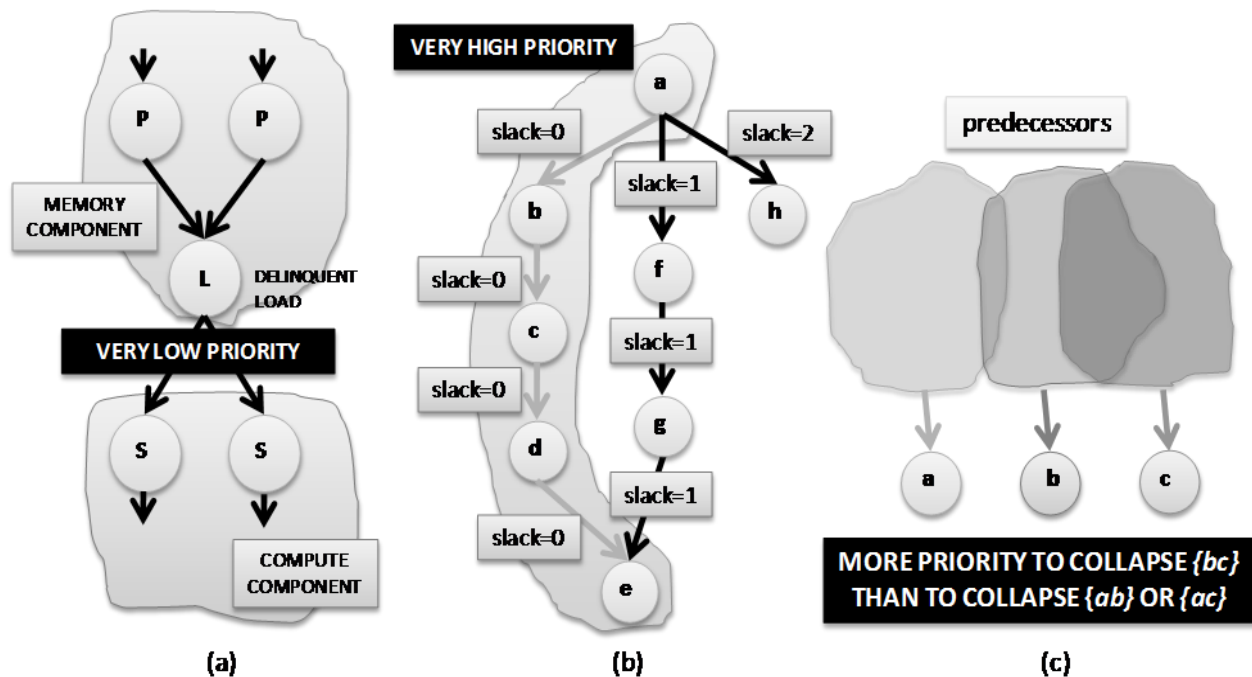 P
P
MEMORY
COMPONENT
L
DELINQUENT
LOAD
VERY LOW PRIORITY
S
S
COMPUTE
COMPONENT
(a)
VERY HIGH PRIORITY
a
slack=0
slack=2
slack=1
b
h
f
slack=0
c
slack=1
slack=0
g
d
slack=1
slack=0
e
(b)
predecessors
a
b
c
MORE PRIORITY TO COLLAPSE {bc}
THAN TO COLLAPSE {ab} OR {ac}
(c)